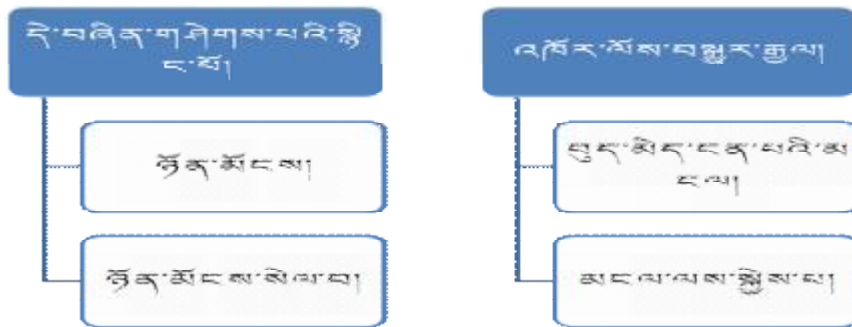 དེ་བཞིན་གཤེགས་པའི་སྙི
ང་པོ།
ཉོན་མོངས།
ཉོན་མོངས་སེལ་བ།
འཁོར་ལོས་བསྒྱུར་རྒྱལ།
བུད་མེད་ངན་པའི་མ
ངལ།
མངལ་ལས་སྐྱེས་པ།